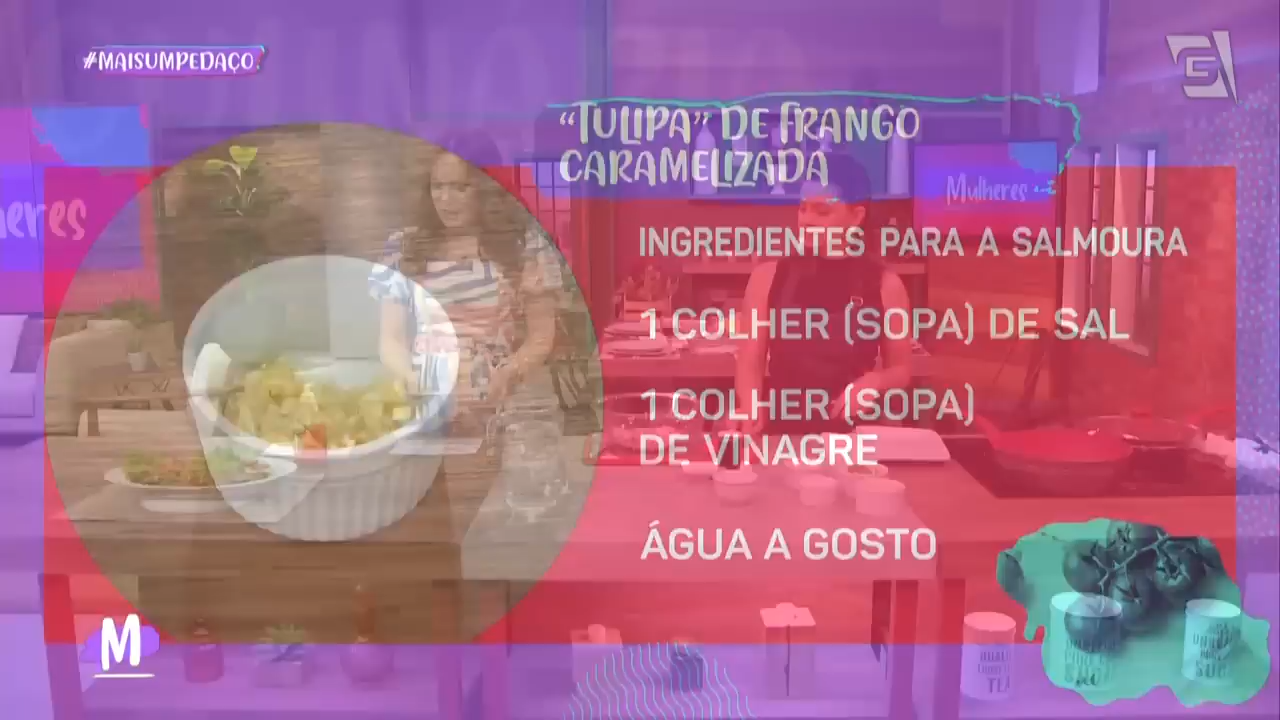 #MAISUMPEDAÇO
"TULIPA" DE FRANGO
CARAMELIZADA
Mulheres
heres
INGREDIENTES PARA A SALMOURA
1 COLHER (SOPA) DE SAL
1 COLHER (SOPA)
DE VINAGRE
ÁGUA A GOSTO
M